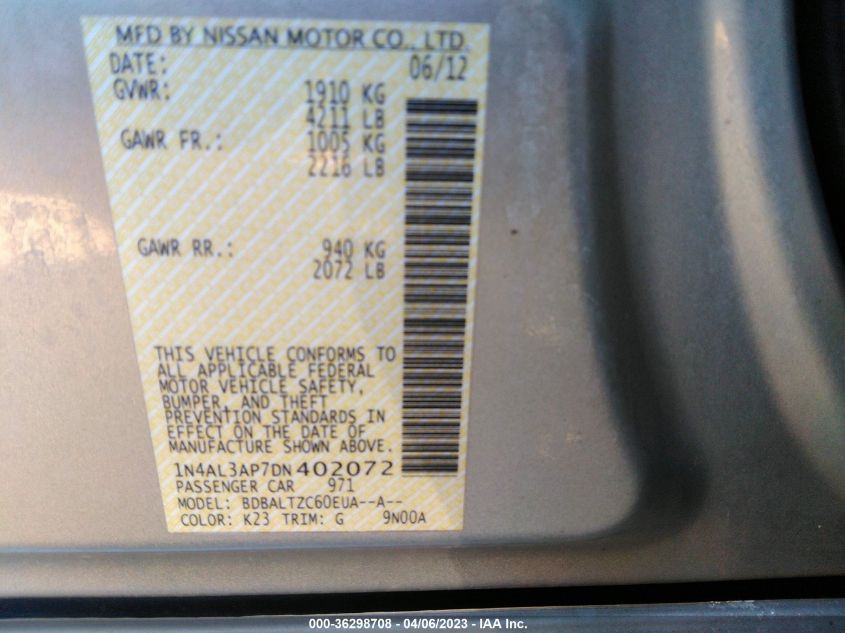 MFD BY NISSAN MOTOR CO., LTD.
DATE: 06/12
GVWR: 1910 KG
4211 LB
GAWR FR.: 1005 KG
2216 LB
GAWR RR.: 940 KG
2072 LB
THIS VEHICLE CONFORMS TO
ALL APPLICABLE FEDERAL
MOTOR VEHICLE SAFETY,
BUMPER, AND THEFT
PREVENTION STANDARDS IN
EFFECT ON THE DATE OF
MANUFACTURE SHOWN ABOVE.
1N4AL3AP7DN402072
PASSENGER CAR 971
MODEL: BDBALTZC60EUA--A--
COLOR: K23 TRIM: G 9N00A
000-36298708 - 04/06/2023 - IAA Inc.